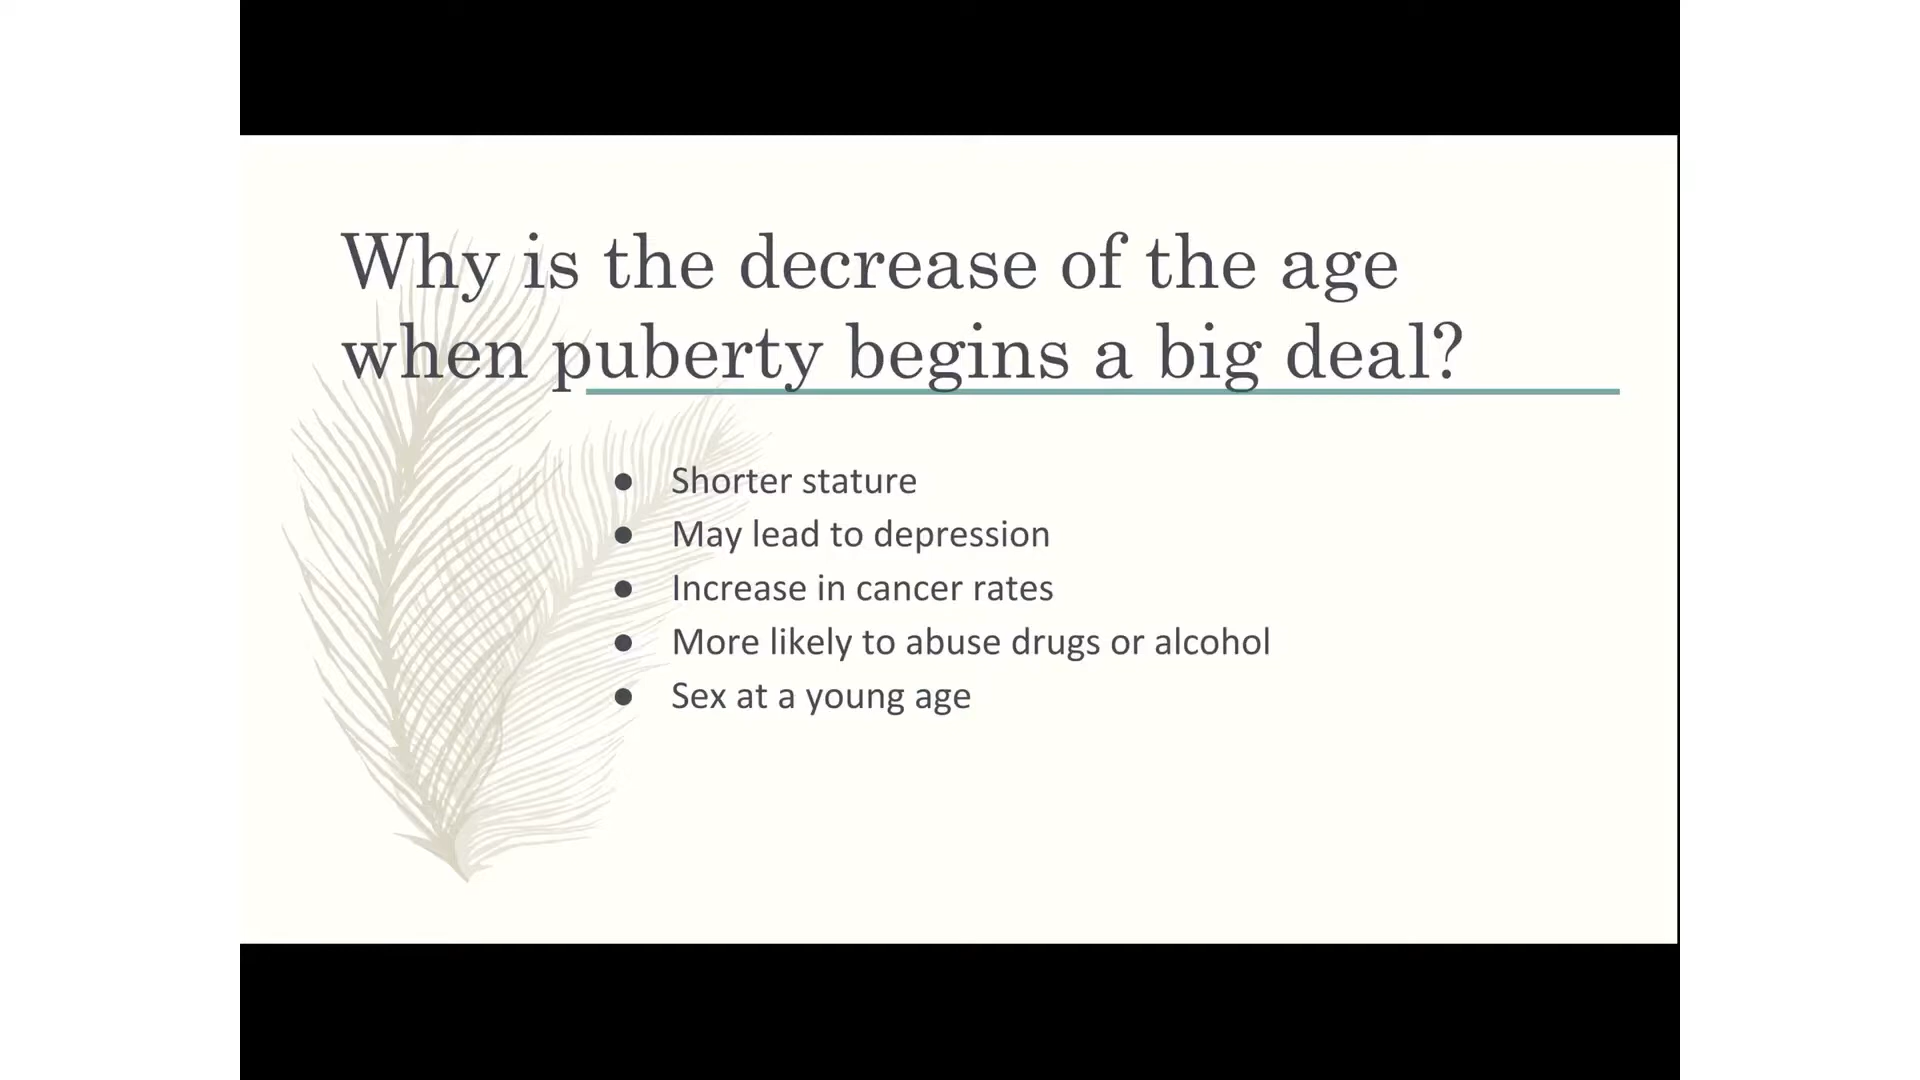 Why is the decrease of the age
when puberty begins a big deal?
● Shorter stature
● May lead to depression
● Increase in cancer rates
● More likely to abuse drugs or alcohol
● Sex at a young age